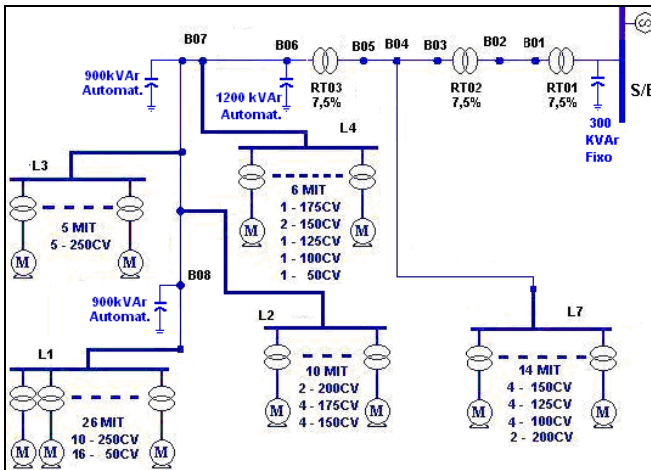 B07
B06
B05
B04
B03
B02
B01
S
S/E
900kVAr
Automat.
1200 kVAr
Automat.
RT03
7,5%
RT02
7,5%
RT01
7,5%
300
KVAr
Fixo
L3
5 MIT
5 - 250CV
M
M
L4
6 MIT
1 - 175CV
2 - 150CV
1 - 125CV
1 - 100CV
1 - 50CV
M
M
B08
900kVAr
Automat.
L2
10 MIT
2 - 200CV
4 - 175CV
4 - 150CV
M
M
L7
14 MIT
4 - 150CV
4 - 125CV
4 - 100CV
2 - 200CV
M
M
L1
26 MIT
10 - 250CV
16 - 50CV
M
M
M